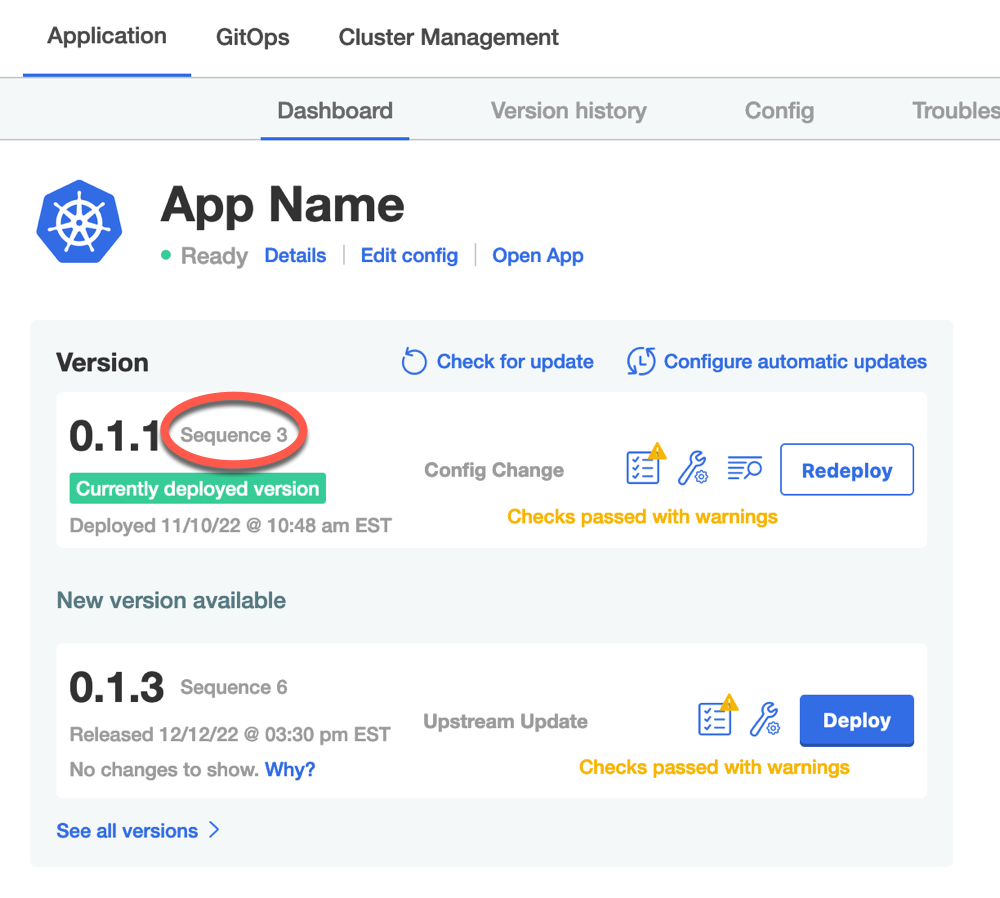 Application GitOps Cluster Management
Dashboard Version history Config Troubles
App Name
Ready Details Edit config Open App
Version Check for update Configure automatic updates
0.1.1 Sequence 3
Currently deployed version
Deployed 11/10/22 @ 10:48 am EST
Config Change
Redeploy
Checks passed with warnings
New version available
0.1.3 Sequence 6
Released 12/12/22 @ 03:30 pm EST
No changes to show. Why?
Upstream Update
Deploy
Checks passed with warnings
See all versions